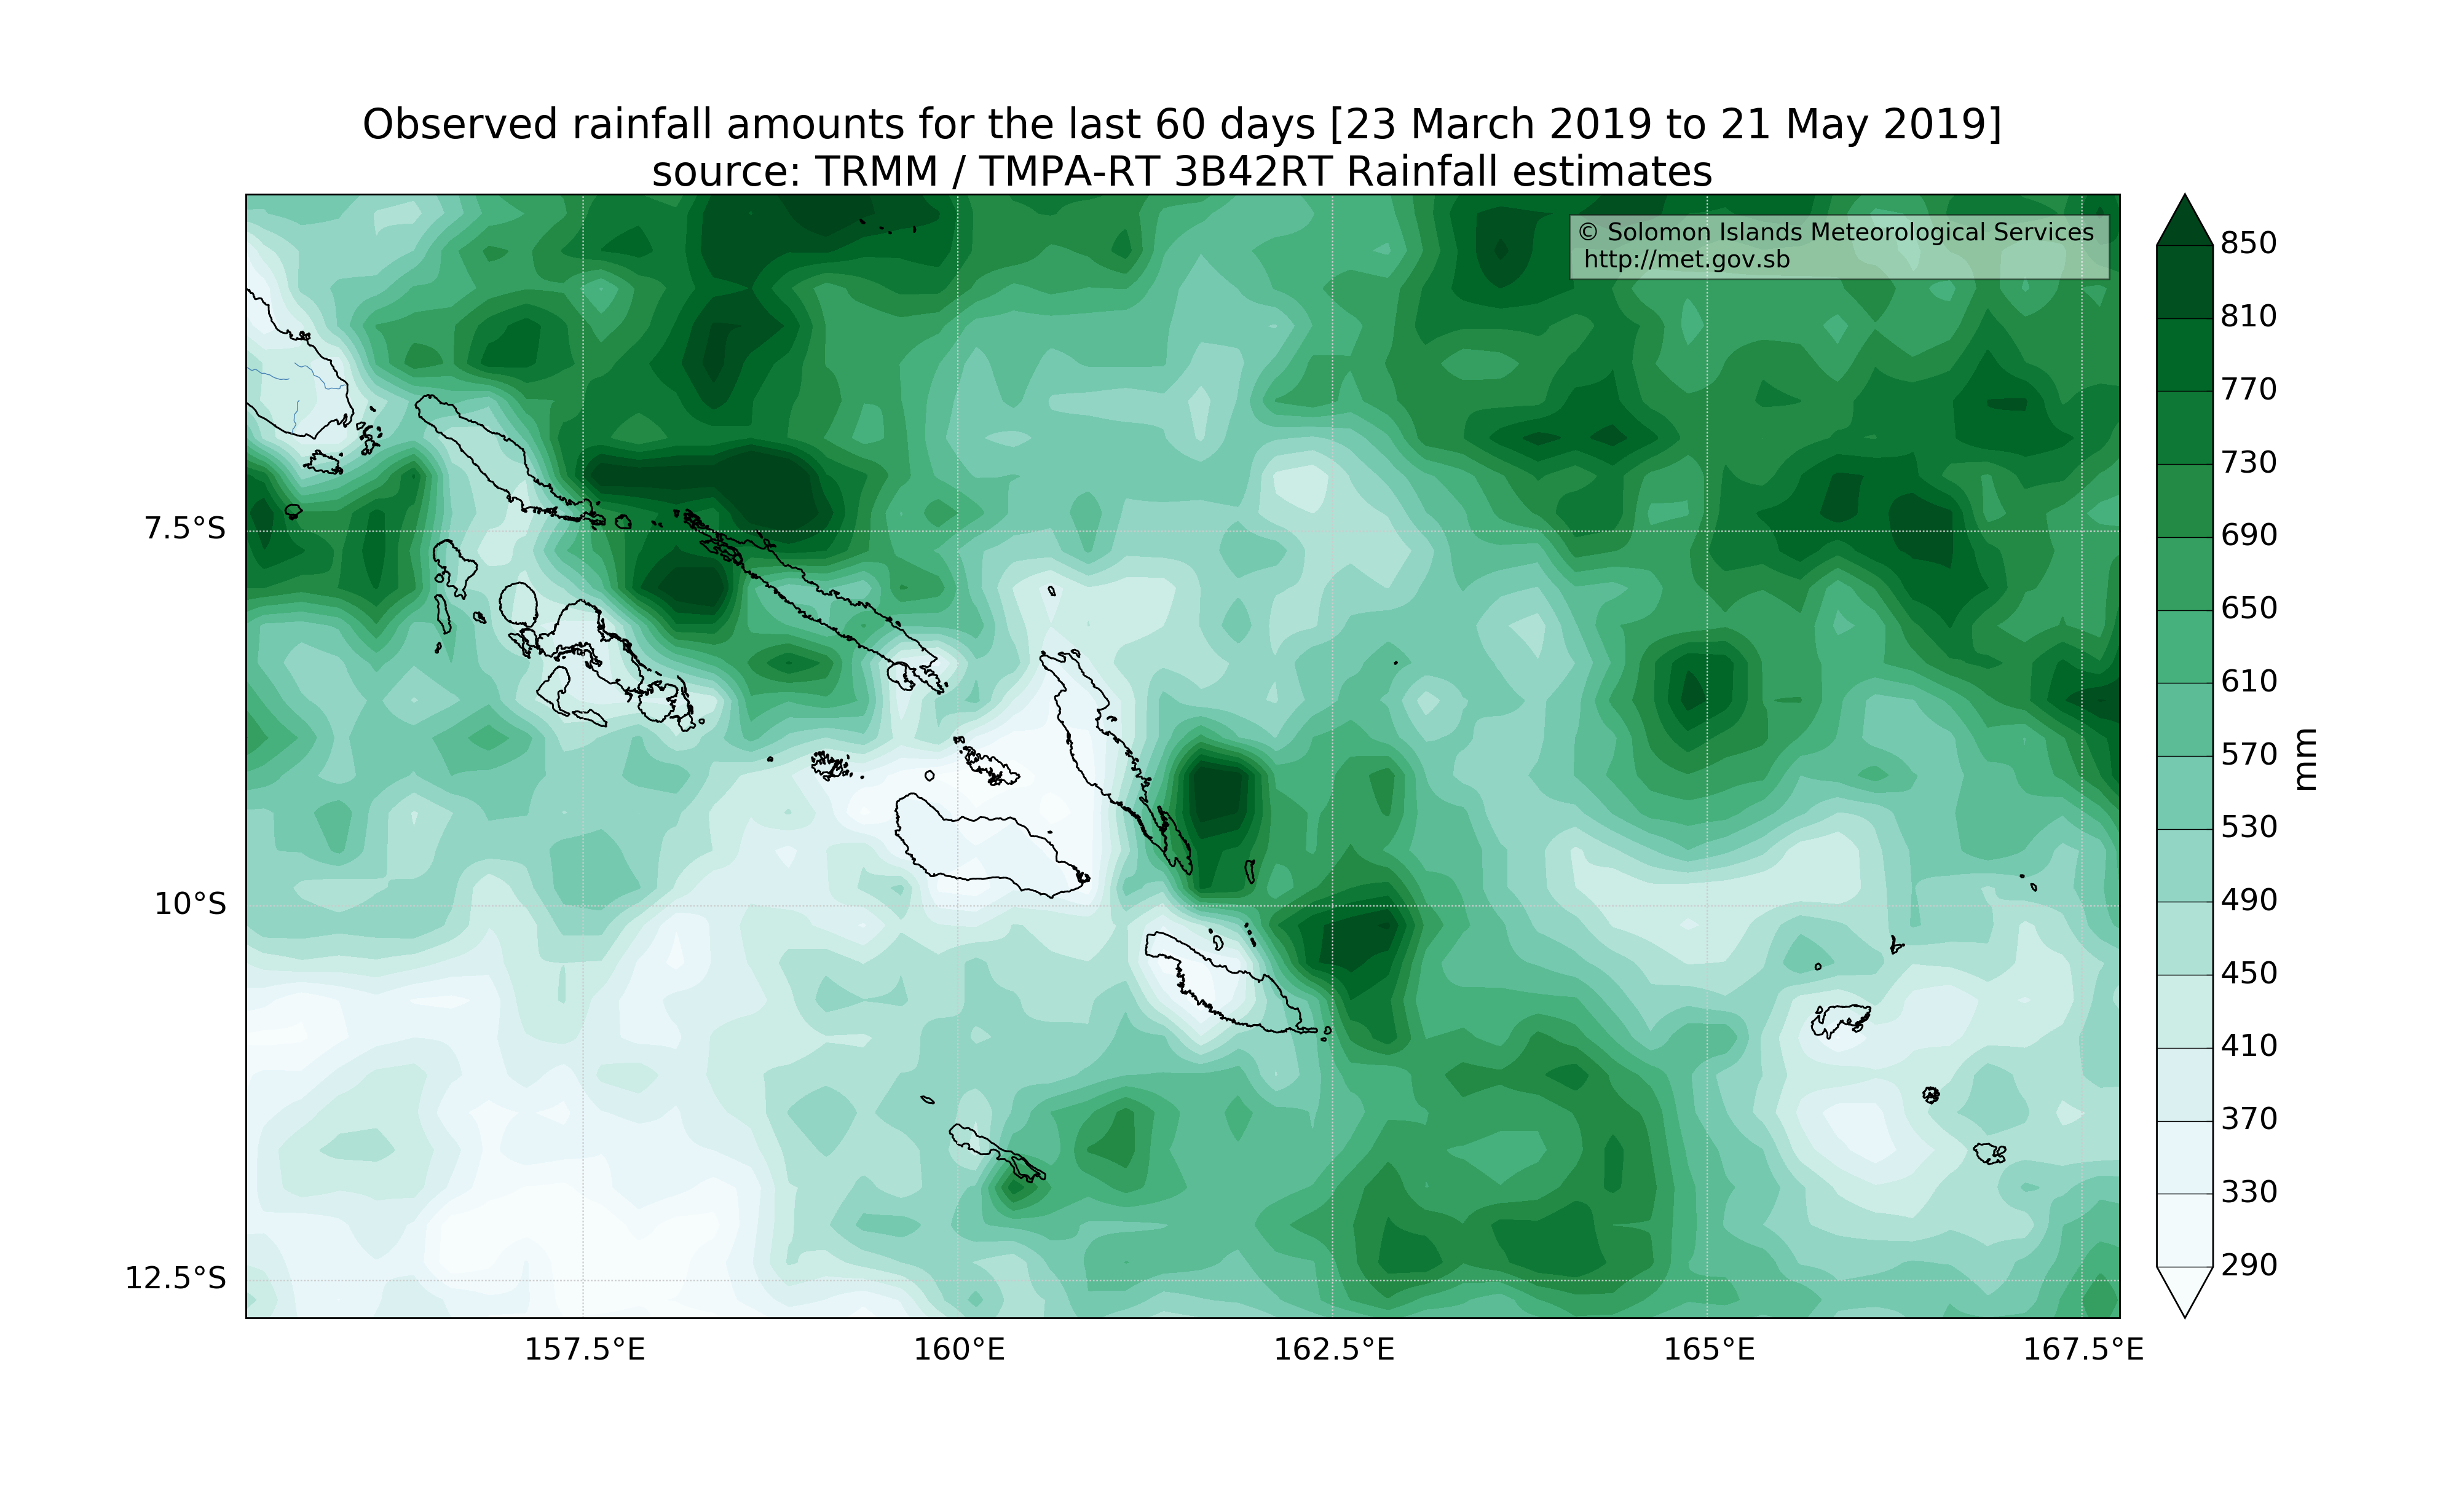 Observed rainfall amounts for the last 60 days [23 March 2019 to 21 May 2019]
source: TRMM / TMPA-RT 3B42RT Rainfall estimates
© Solomon Islands Meteorological Services
http://met.gov.sb
850
810
770
730
690
650
610
570
530
490
450
410
370
330
290
mm
7.5°S
10°S
12.5°S
157.5°E
160°E
162.5°E
165°E
167.5°E